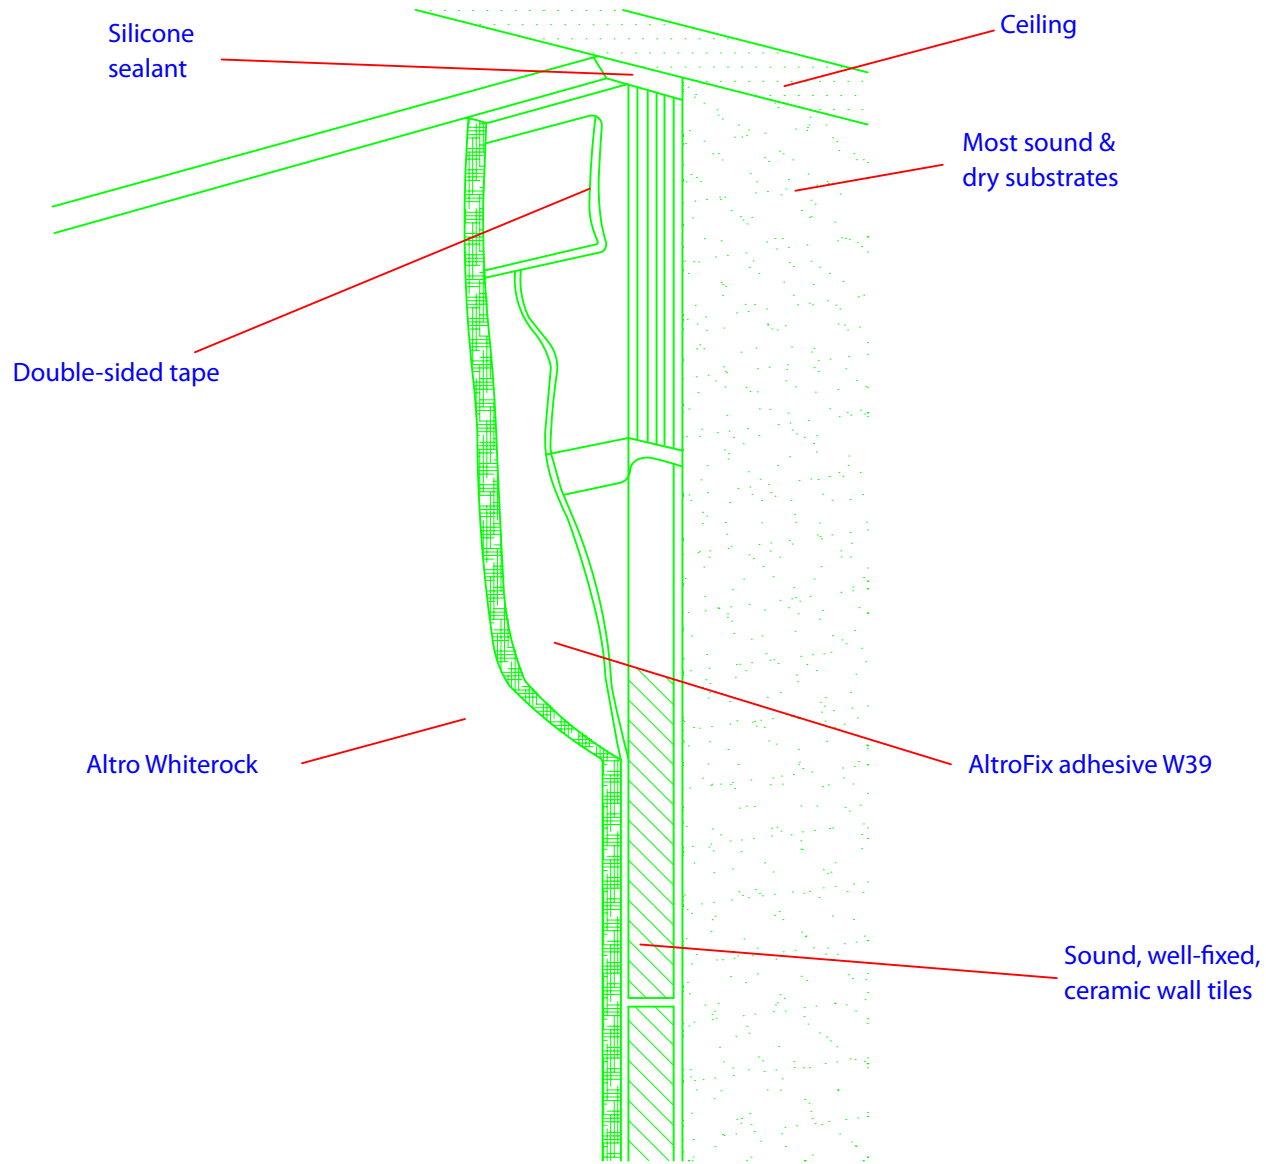 Silicone
sealant
Ceiling
Most sound &
dry substrates
Double-sided tape
Altro Whiterock
AltroFix adhesive W39
Sound, well-fixed,
ceramic wall tiles